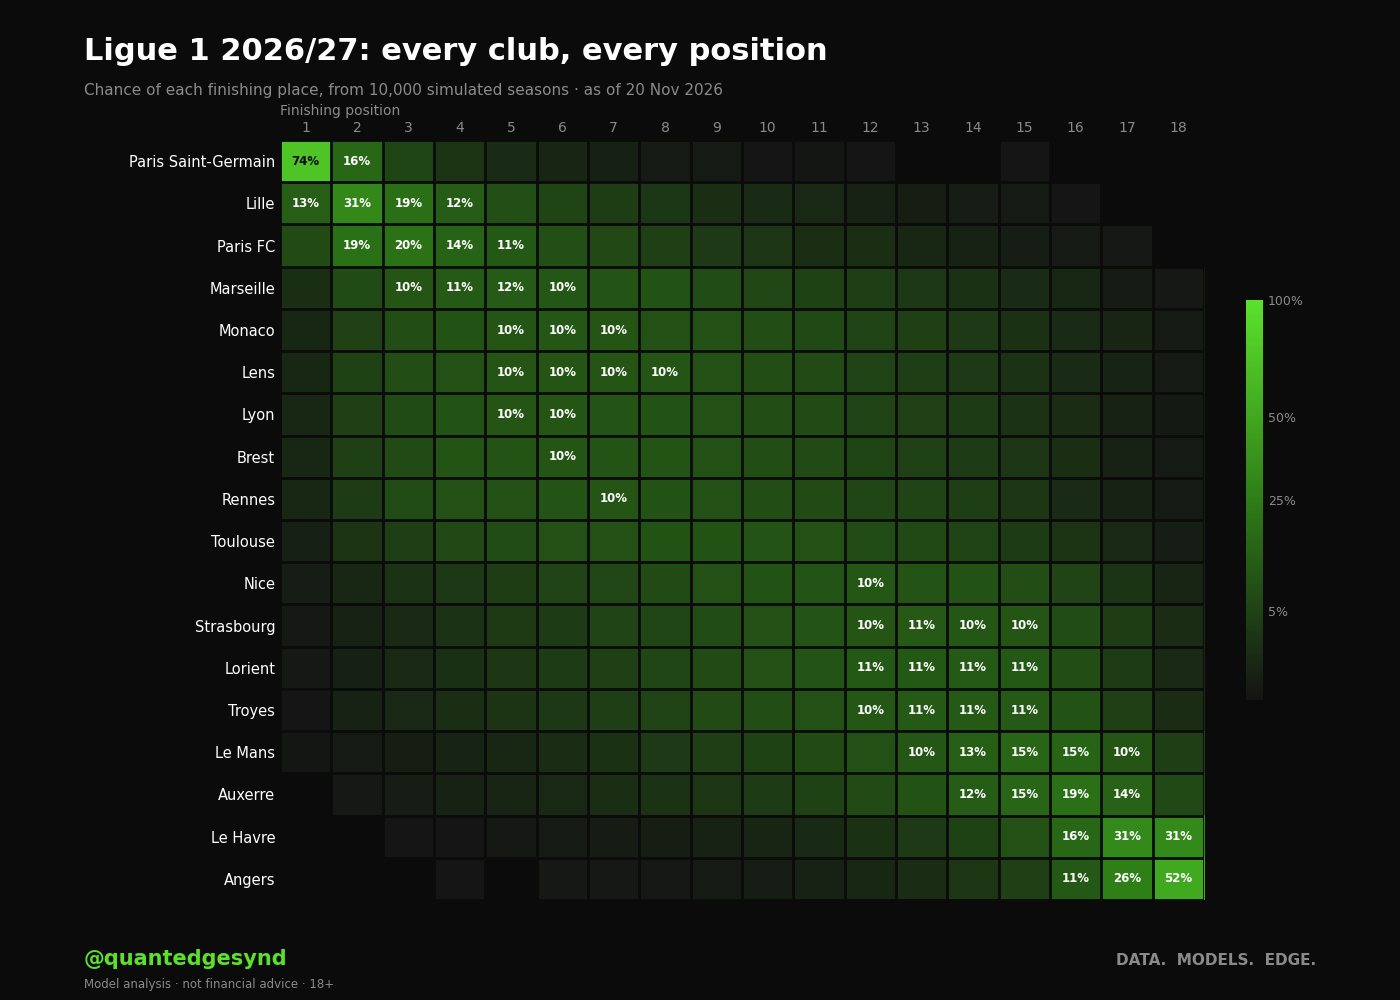 Ligue 1 2026/27: every club, every position
Chance of each finishing place, from 10,000 simulated seasons · as of 20 Nov 2026
Finishing position
1 2 3 4 5 6 7 8 9 10 11 12 13 14 15 16 17 18
Paris Saint-Germain 74% 16%
Lille 13% 31% 19% 12%
Paris FC 19% 20% 14% 11%
Marseille 10% 11% 12% 10%
100%
Monaco 10% 10% 10%
Lens 10% 10% 10% 10%
Lyon 10% 10%
50%
Brest 10%
Rennes 10%
25%
Toulouse
Nice 10%
5%
Strasbourg 10% 11% 10% 10%
Lorient 11% 11% 11% 11%
Troyes 10% 11% 11% 11%
Le Mans 10% 13% 15% 15% 10%
Auxerre 12% 15% 19% 14%
Le Havre 16% 31% 31%
Angers 11% 26% 52%
@quantedgesynd
DATA. MODELS. EDGE.
Model analysis · not financial advice · 18+